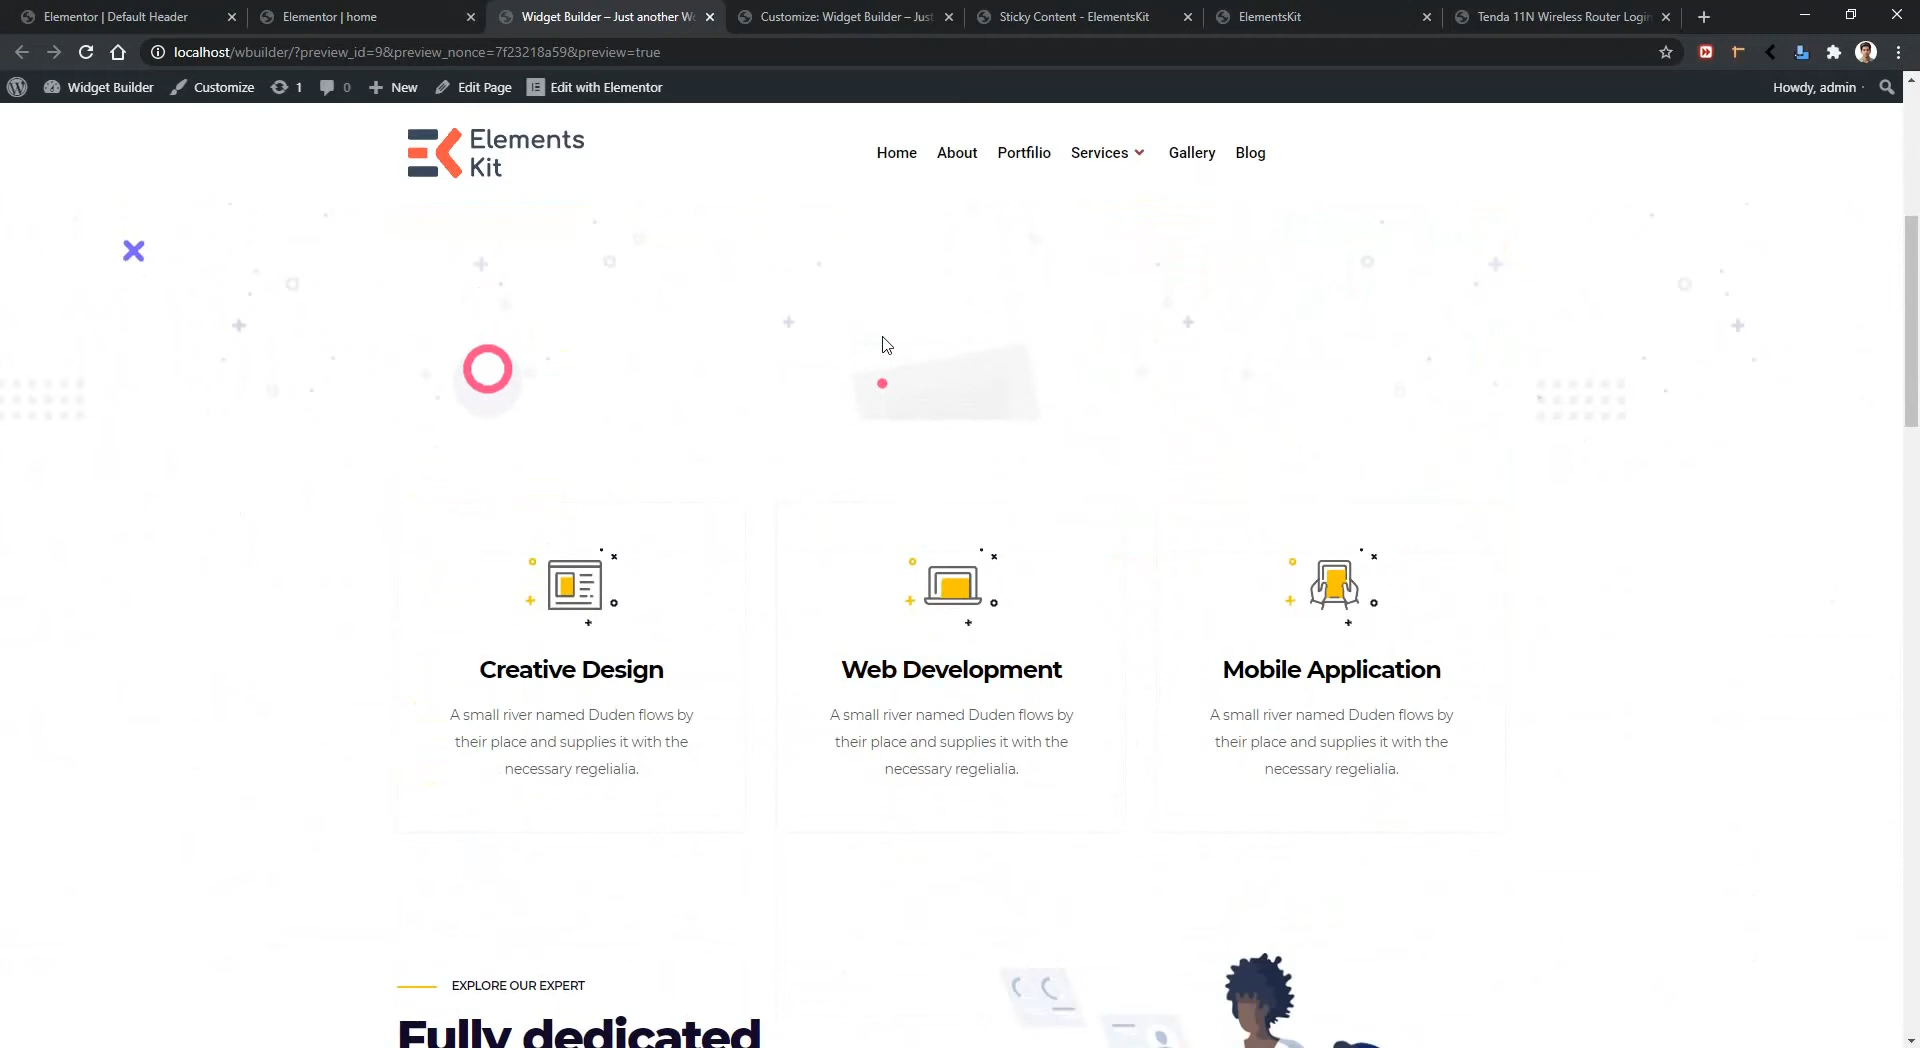 Elementor | Default Header
Elementor | home
Widget Builder – Just another Wo
Customize: Widget Builder – Just
Sticky Content - ElementsKit
ElementsKit
Tenda 11N Wireless Router Login
localhost/wbuilder/?preview_id=9&preview_nonce=7f23218a59&preview=true
Widget Builder
Customize
1
0
New
Edit Page
Edit with Elementor
Howdy, admin
Elements
Kit
Home
About
Portfilio
Services
Gallery
Blog
Creative Design
A small river named Duden flows by
their place and supplies it with the
necessary regelialia.
Web Development
A small river named Duden flows by
their place and supplies it with the
necessary regelialia.
Mobile Application
A small river named Duden flows by
their place and supplies it with the
necessary regelialia.
EXPLORE OUR EXPERT
Fully dedicated